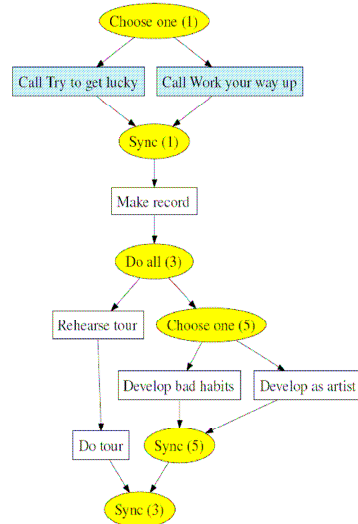 Choose one (1)
Call Try to get lucky
Call Work your way up
Sync (1)
Make record
Do all (3)
Rehearse tour
Choose one (5)
Develop bad habits
Develop as artist
Do tour
Sync (5)
Sync (3)